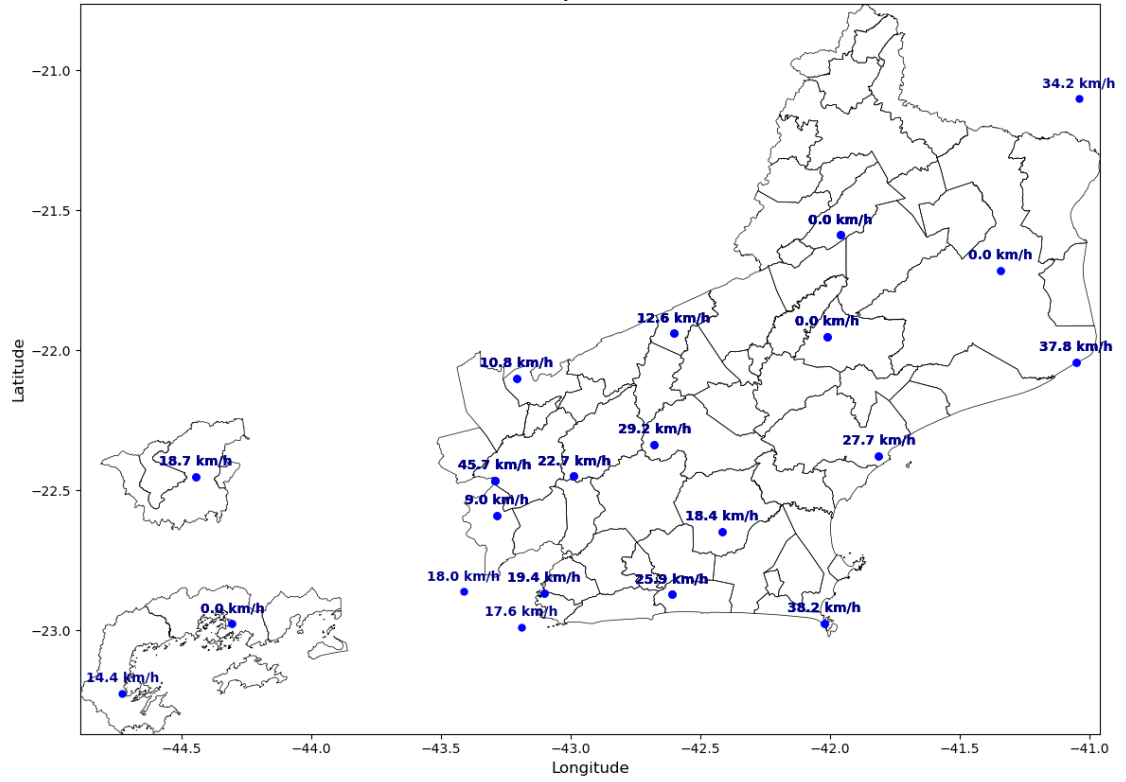 −21.0
−21.5
−22.0
−22.5
−23.0
Latitude
34.2 km/h
0.0 km/h
0.0 km/h
12.6 km/h
0.0 km/h
37.8 km/h
10.8 km/h
29.2 km/h
27.7 km/h
18.7 km/h
45.7 km/h
22.7 km/h
9.0 km/h
18.4 km/h
18.0 km/h
19.4 km/h
25.9 km/h
0.0 km/h
17.6 km/h
38.2 km/h
14.4 km/h
−44.5
−44.0
−43.5
−43.0
−42.5
−42.0
−41.5
−41.0
Longitude